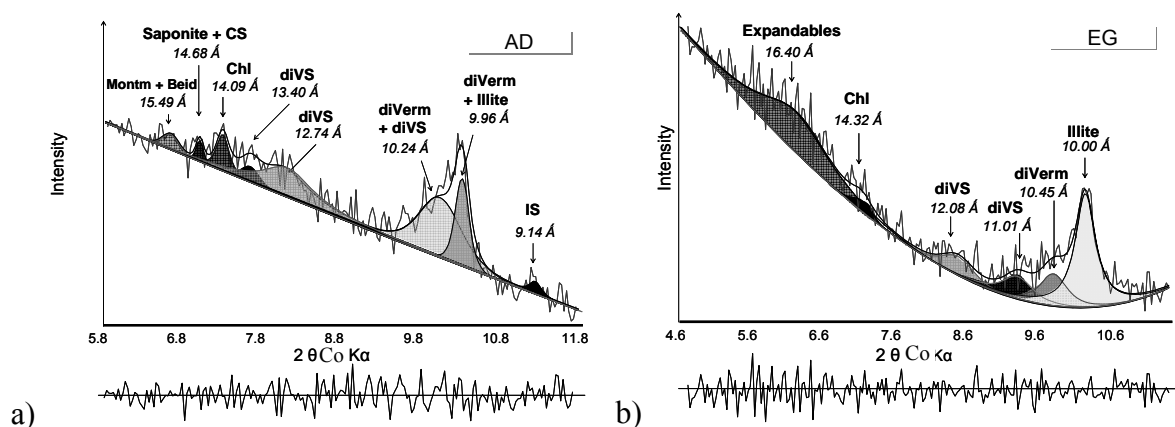 AD
Saponite + CS
14.68 Å
Chl
14.09 Å
Montm + Beid
15.49 Å
diVS
13.40 Å
diVS
12.74 Å
diVerm
+ diVS
10.24 Å
diVerm
+ Illite
9.96 Å
IS
9.14 Å
Intensity
5.8 6.8 7.8 8.8 9.8 10.8 11.8
2 θ Co Kα
a)
EG
Expandables
16.40 Å
Chl
14.32 Å
diVS
12.08 Å
diVS
11.01 Å
diVerm
10.45 Å
Illite
10.00 Å
Intensity
4.6 5.6 6.6 7.6 8.6 9.6 10.6
2 θ Co Kα
b)